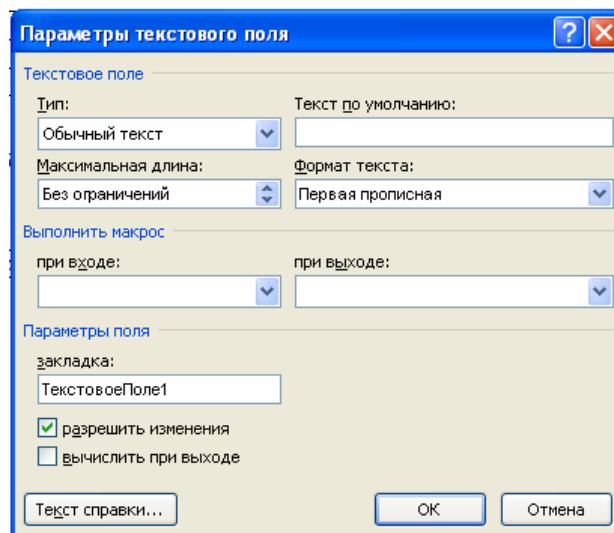 Параметры текстового поля
Текстовое поле
Тип:
Текст по умолчанию:
Обычный текст
Максимальная длина:
Формат текста:
Без ограничений
Первая прописная
Выполнить макрос
при входе:
при выходе:
Параметры поля
закладка:
ТекстовоеПоле1
разрешить изменения
вычислить при выходе
Текст справки...
ОК
Отмена